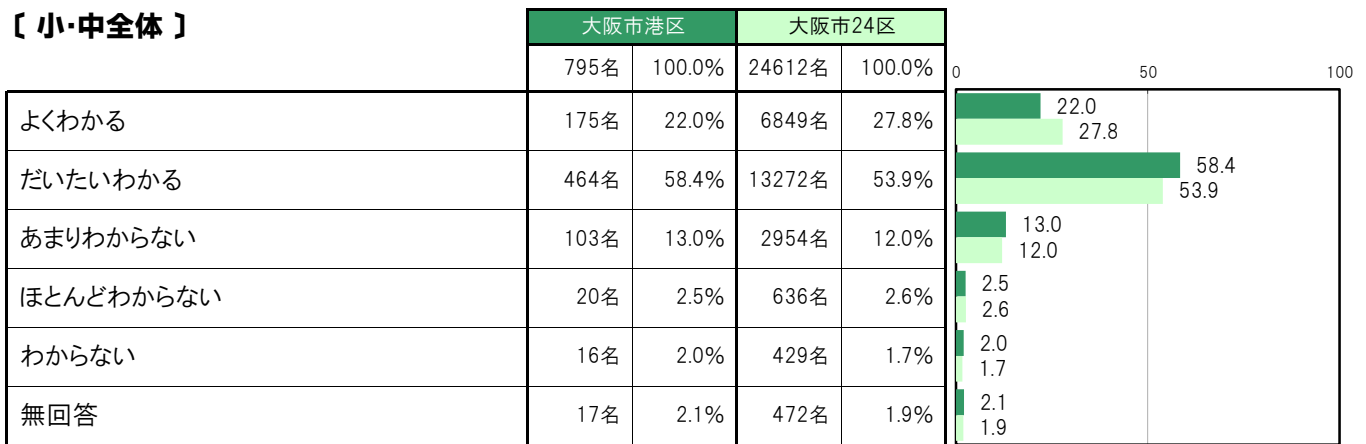 〔 小・中全体 〕
大阪市港区 大阪市24区
795名 100.0% 24612名 100.0%
0 50 100
よくわかる 175名 22.0% 6849名 27.8%
22.0
27.8
だいたいわかる 464名 58.4% 13272名 53.9%
58.4
53.9
あまりわからない 103名 13.0% 2954名 12.0%
13.0
12.0
ほとんどわからない 20名 2.5% 636名 2.6%
2.5
2.6
わからない 16名 2.0% 429名 1.7%
2.0
1.7
無回答 17名 2.1% 472名 1.9%
2.1
1.9